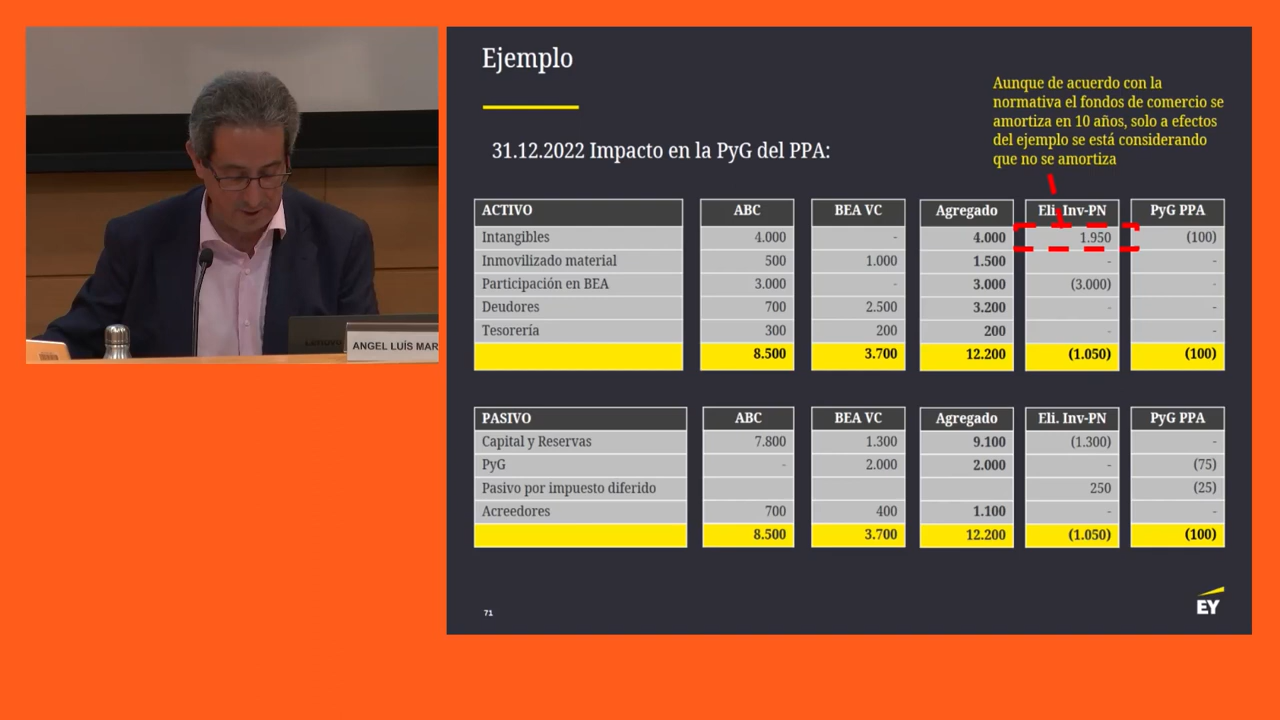 Ejemplo
Aunque de acuerdo con la
normativa el fondos de comercio se
amortiza en 10 años, solo a efectos
del ejemplo se está considerando
que no se amortiza
31.12.2022 Impacto en la PyG del PPA:
ACTIVO ABC BEA VC Agregado Eli. Inv-PN PyG PPA
Intangibles 4.000 - 4.000 1.950 (100)
Inmovilizado material 500 1.000 1.500 - -
Participación en BEA 3.000 - 3.000 (3.000) -
Deudores 700 2.500 3.200 - -
Tesorería 300 200 200 - -
8.500 3.700 12.200 (1.050) (100)
PASIVO ABC BEA VC Agregado Eli. Inv-PN PyG PPA
Capital y Reservas 7.800 1.300 9.100 (1.300) -
PyG - 2.000 2.000 - (75)
Pasivo por impuesto diferido 250 (25)
Acreedores 700 400 1.100 - -
8.500 3.700 12.200 (1.050) (100)
71
EY
Lenovo
ANGEL LUÍS MAR